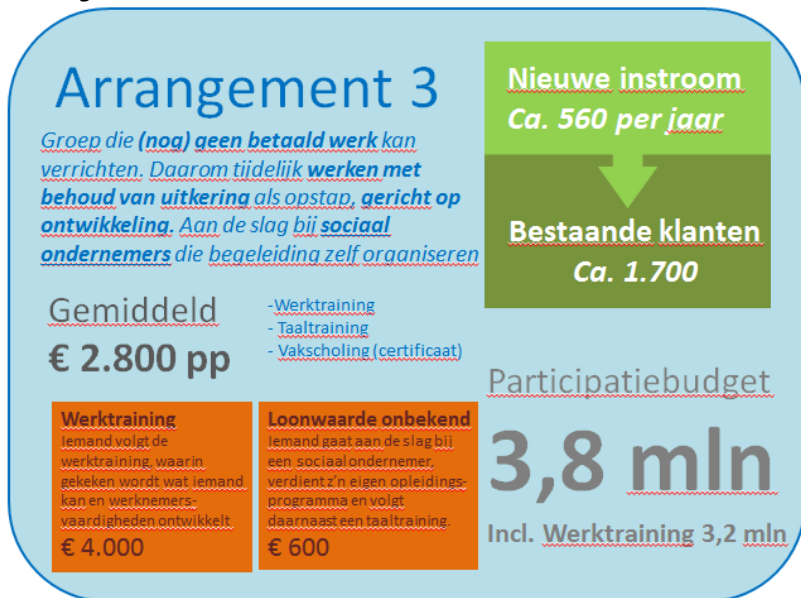 Arrangement 3
Groep die (nog) geen betaald werk kan
verrichten. Daarom tijdelijk werken met
behoud van uitkering als opstap, gericht op
ontwikkeling. Aan de slag bij sociaal
ondernemers die begeleiding zelf organiseren
Nieuwe instroom
Ca. 560 per jaar
Bestaande klanten
Ca. 1.700
Gemiddeld
€ 2.800 pp
-Werktraining
- Taaltraining
- Vakscholing (certificaat)
Werktraining
Iemand volgt de
werktraining, waarin
gekeken wordt wat iemand
kan en werknemers-
vaardigheden ontwikkelt
€ 4.000
Loonwaarde onbekend
Iemand gaat aan de slag bij
een sociaal ondernemer,
verdient z'n eigen opleidings-
programma en volgt
daarnaast een taaltraining.
€ 600
Participatiebudget
3,8 mln
Incl. Werktraining 3,2 mln